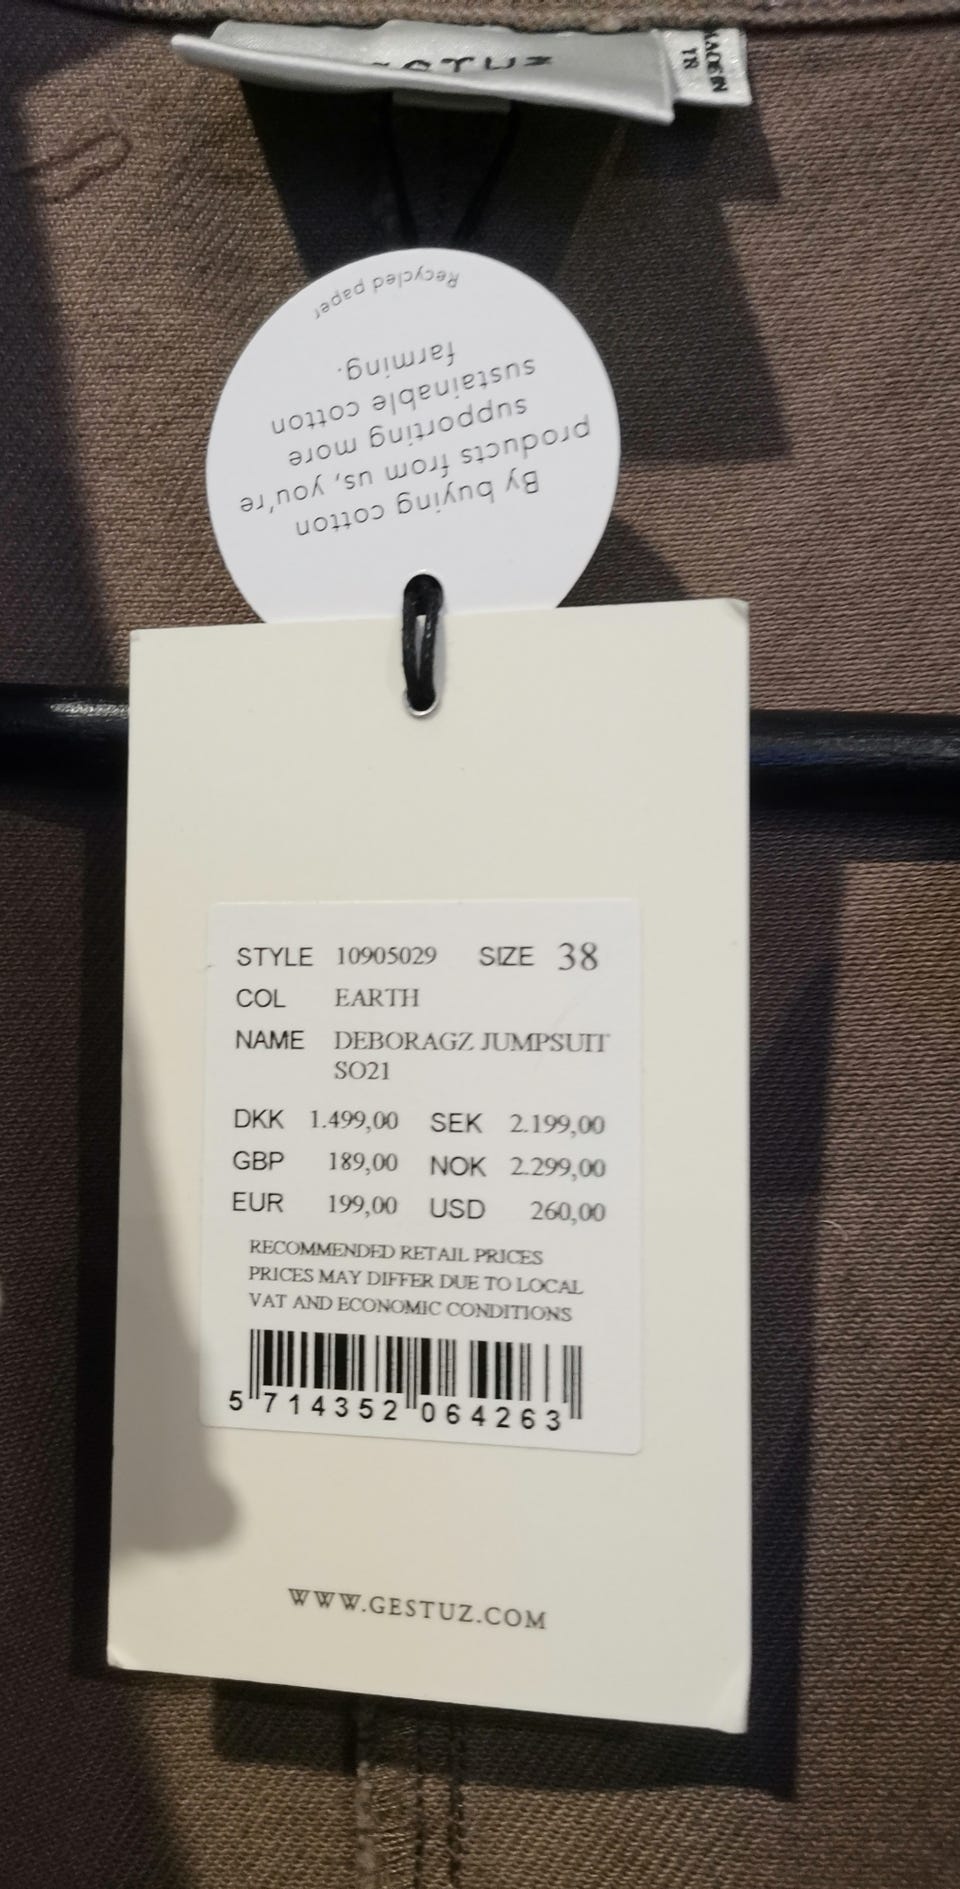 MADE IN
TR
Recycled paper
By buying cotton
products from us, you're
supporting more
sustainable cotton
farming.
STYLE 10905029 SIZE 38
COL EARTH
NAME DEBORAGZ JUMPSUIT
SO21
DKK 1.499,00 SEK 2.199,00
GBP 189,00 NOK 2.299,00
EUR 199,00 USD 260,00
RECOMMENDED RETAIL PRICES
PRICES MAY DIFFER DUE TO LOCAL
VAT AND ECONOMIC CONDITIONS
5 714352 064263
WWW.GESTUZ.COM